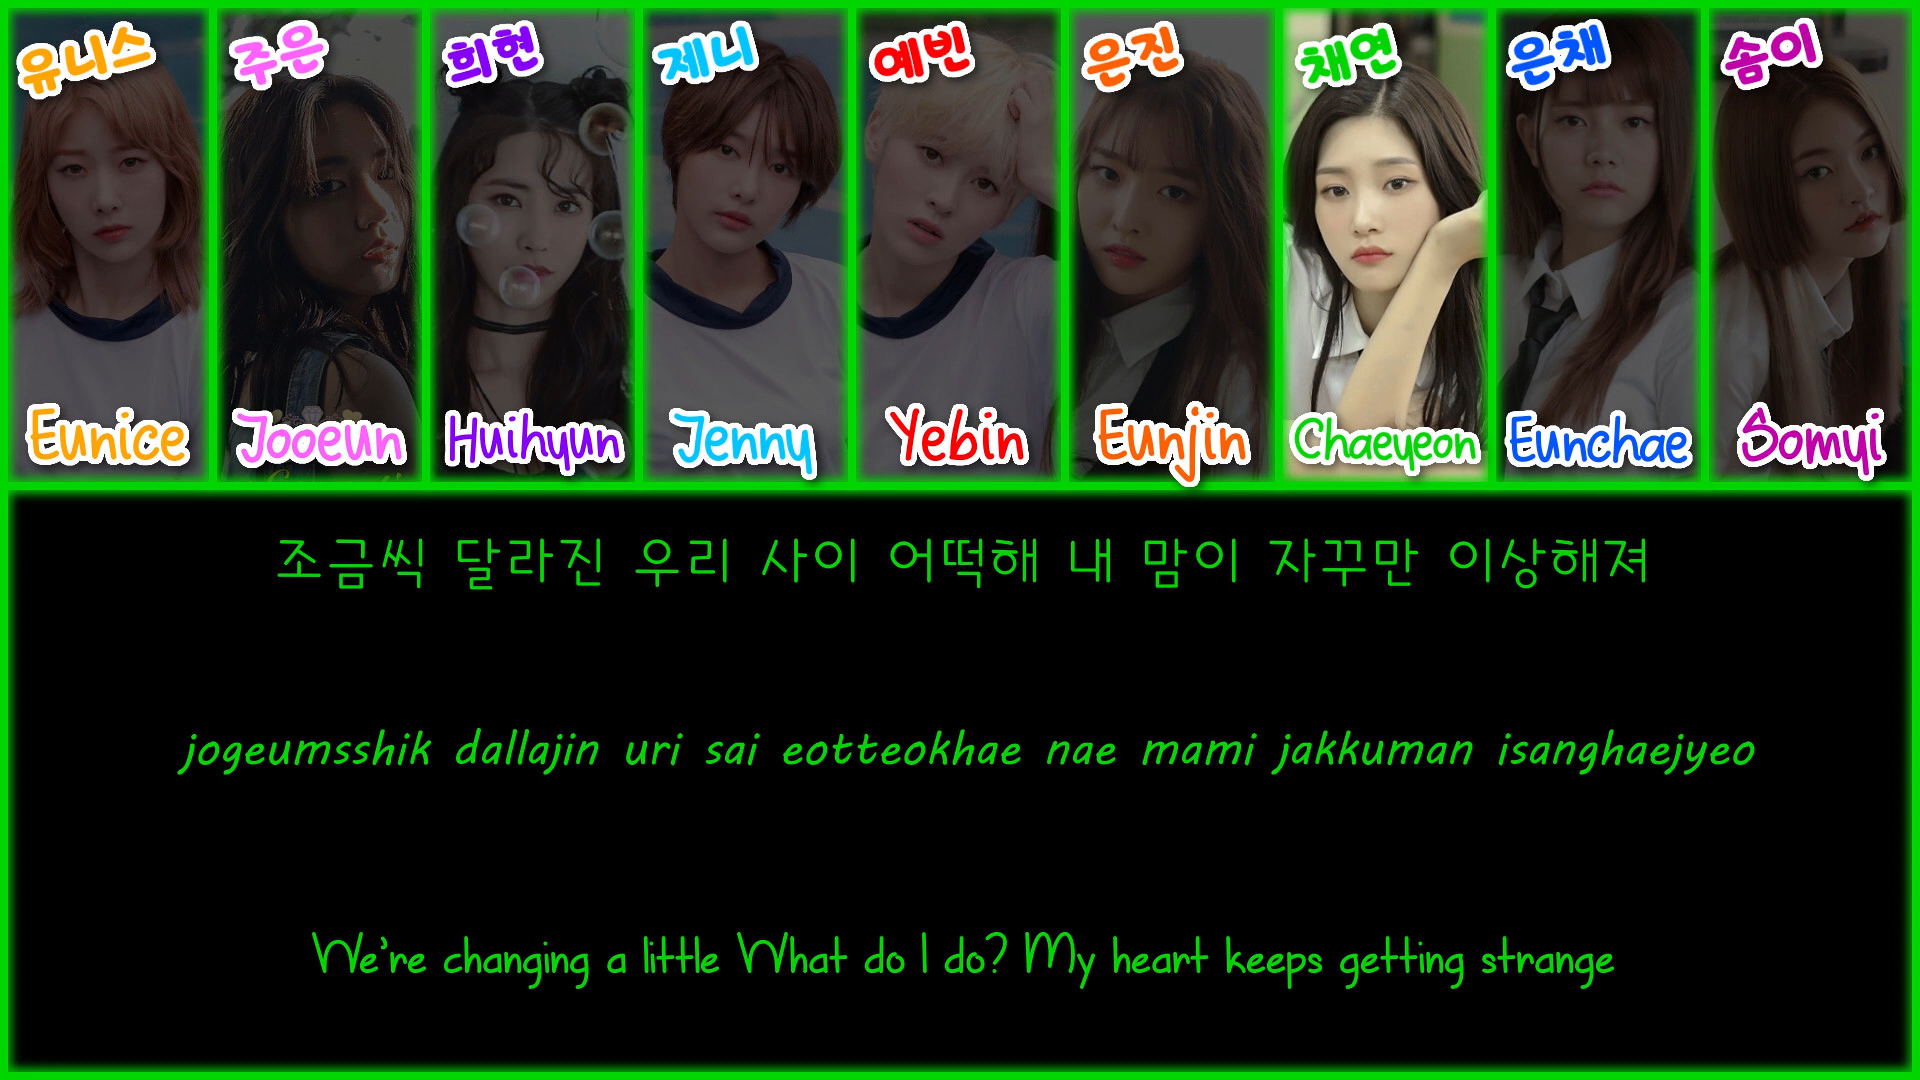 유니스 주은 희현 제니 예빈 은진 채연 은채 솜이
Eunice Jooeun Huihyun Jenny Yebin Eunjin Chaeyeon Eunchae Somyi
조금씩 달라진 우리 사이 어떡해 내 맘이 자꾸만 이상해져
jogeumsshik dallajin uri sai eotteokhae nae mami jakkuman isanghaejyeo
We're changing a little What do I do? My heart keeps getting strange